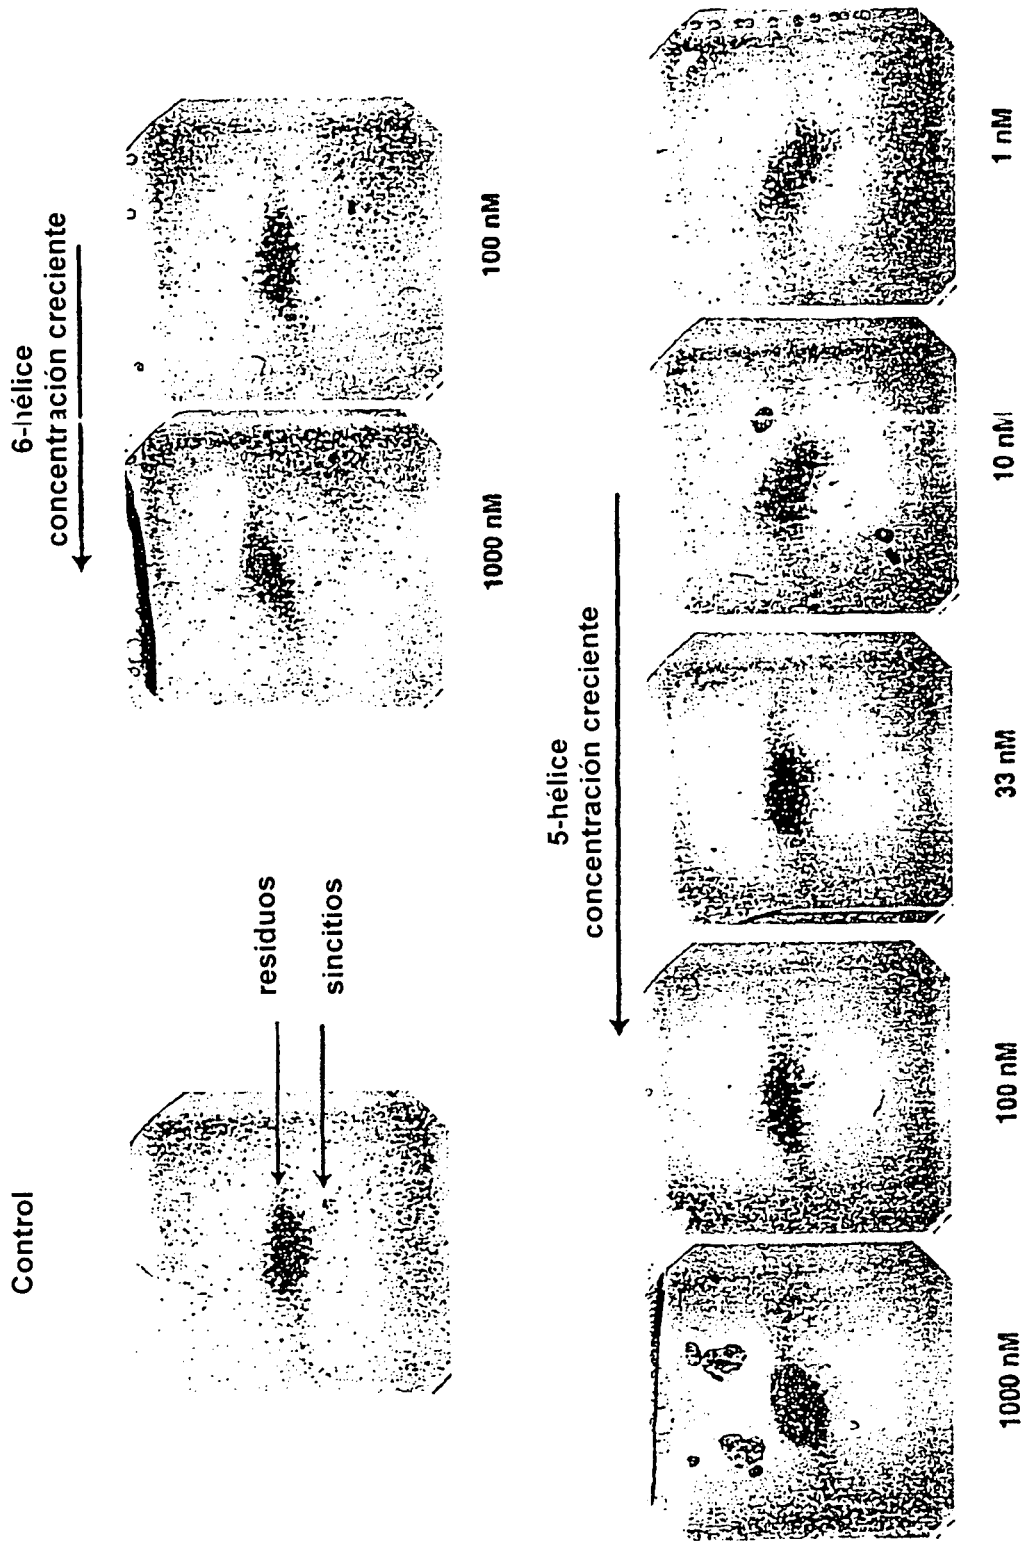 Control
residuos
sincitios
6-hélice
concentración creciente
1000 nM
100 nM
5-hélice
concentración creciente
1000 nM
100 nM
33 nM
10 nM
1 nM